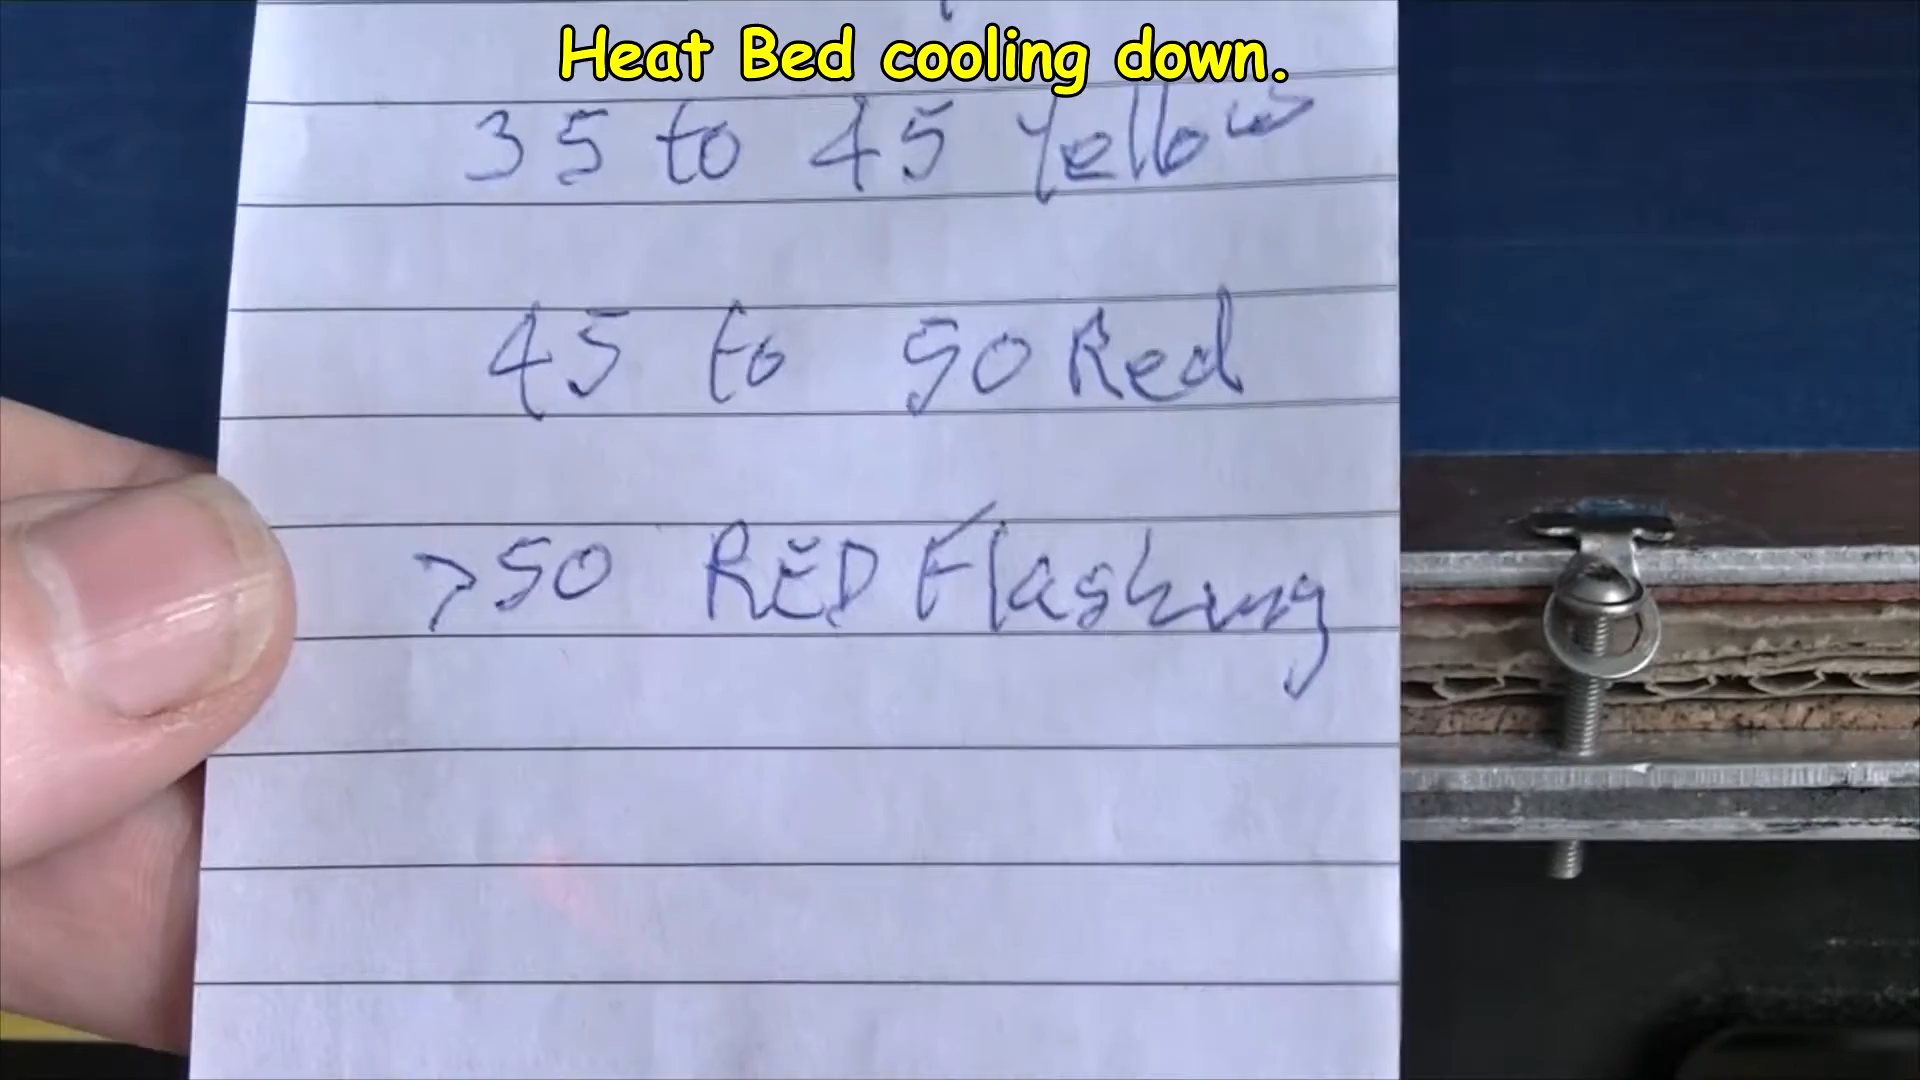 Heat Bed cooling down.
35 to 45 Yellow
45 to 50 Red
>50 RED Flashing